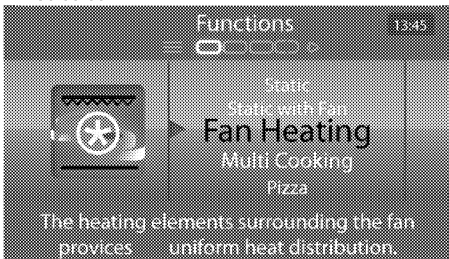 Functions
13:45
Static
Static with Fan
Fan Heating
Multi Cooking
Pizza
The heating elements surrounding the fan
provices uniform heat distribution.